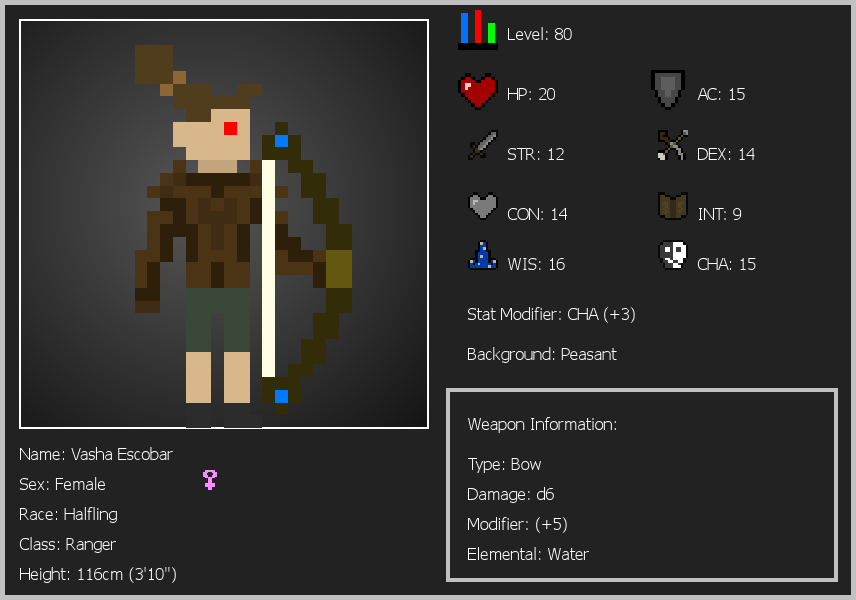 Level: 80
HP: 20
AC: 15
STR: 12
DEX: 14
CON: 14
INT: 9
WIS: 16
CHA: 15
Stat Modifier: CHA (+3)
Background: Peasant
Weapon Information:
Type: Bow
Damage: d6
Modifier: (+5)
Elemental: Water
Name: Vasha Escobar
Sex: Female
Race: Halfling
Class: Ranger
Height: 116cm (3'10")